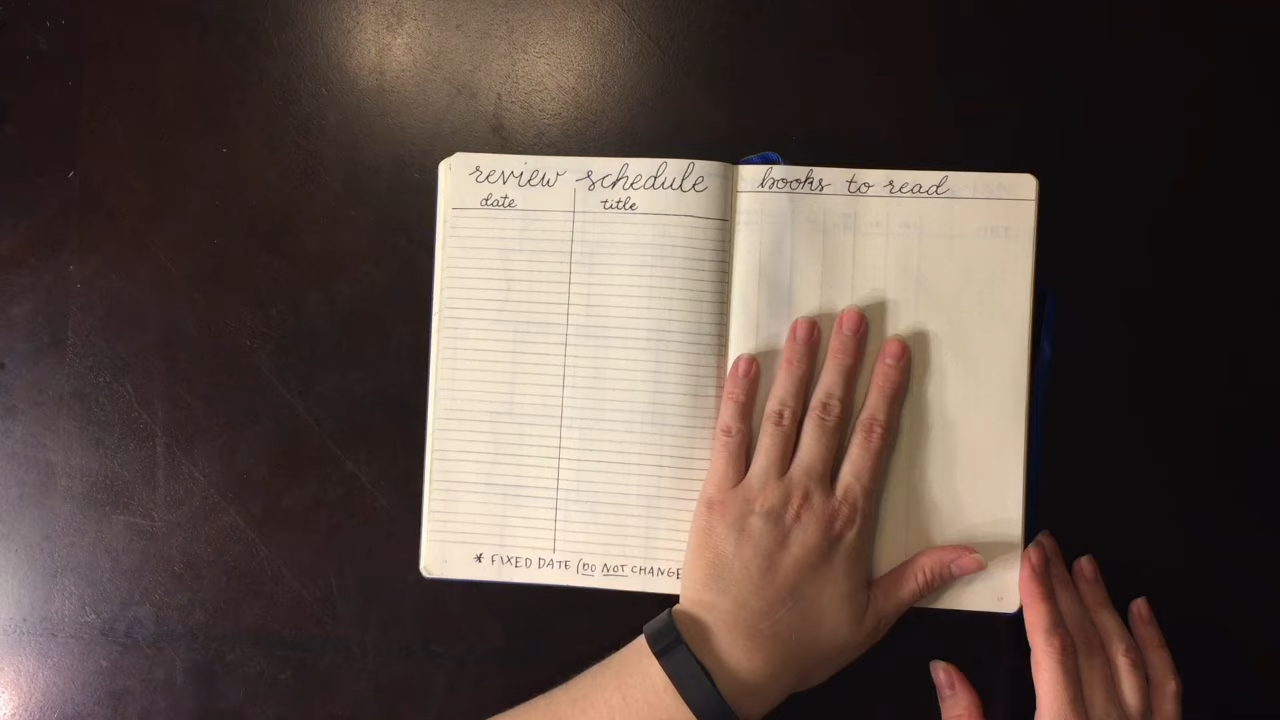 review schedule
date title
* FIXED DATE (DO NOT CHANGE
books to read